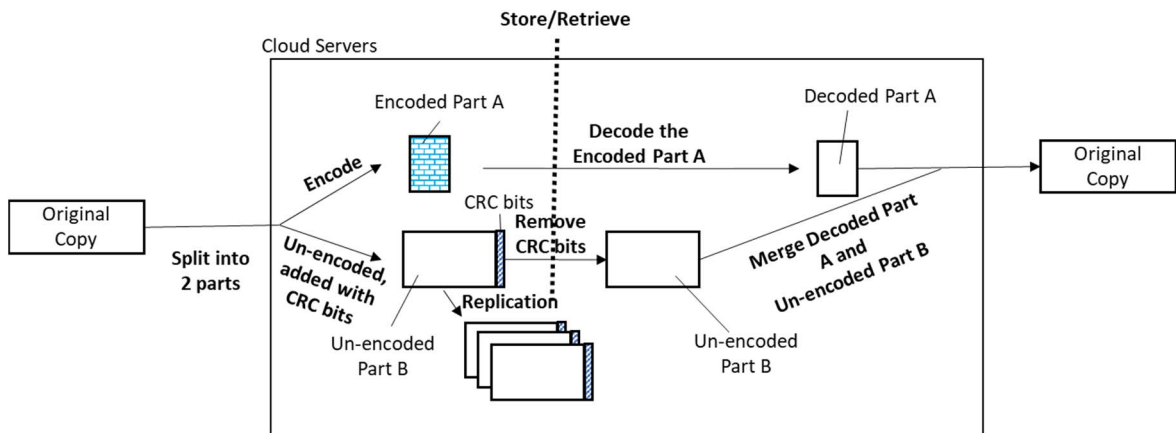 Store/Retrieve
Cloud Servers
Encoded Part A
Decoded Part A
Decode the
Encoded Part A
Encode
Original
Copy
Original
Copy
CRC bits
Remove
CRC bits
Split into
2 parts
Un-encoded,
added with
CRC bits
Merge Decoded Part
A and
Un-encoded Part B
Replication
Un-encoded
Part B
Un-encoded
Part B